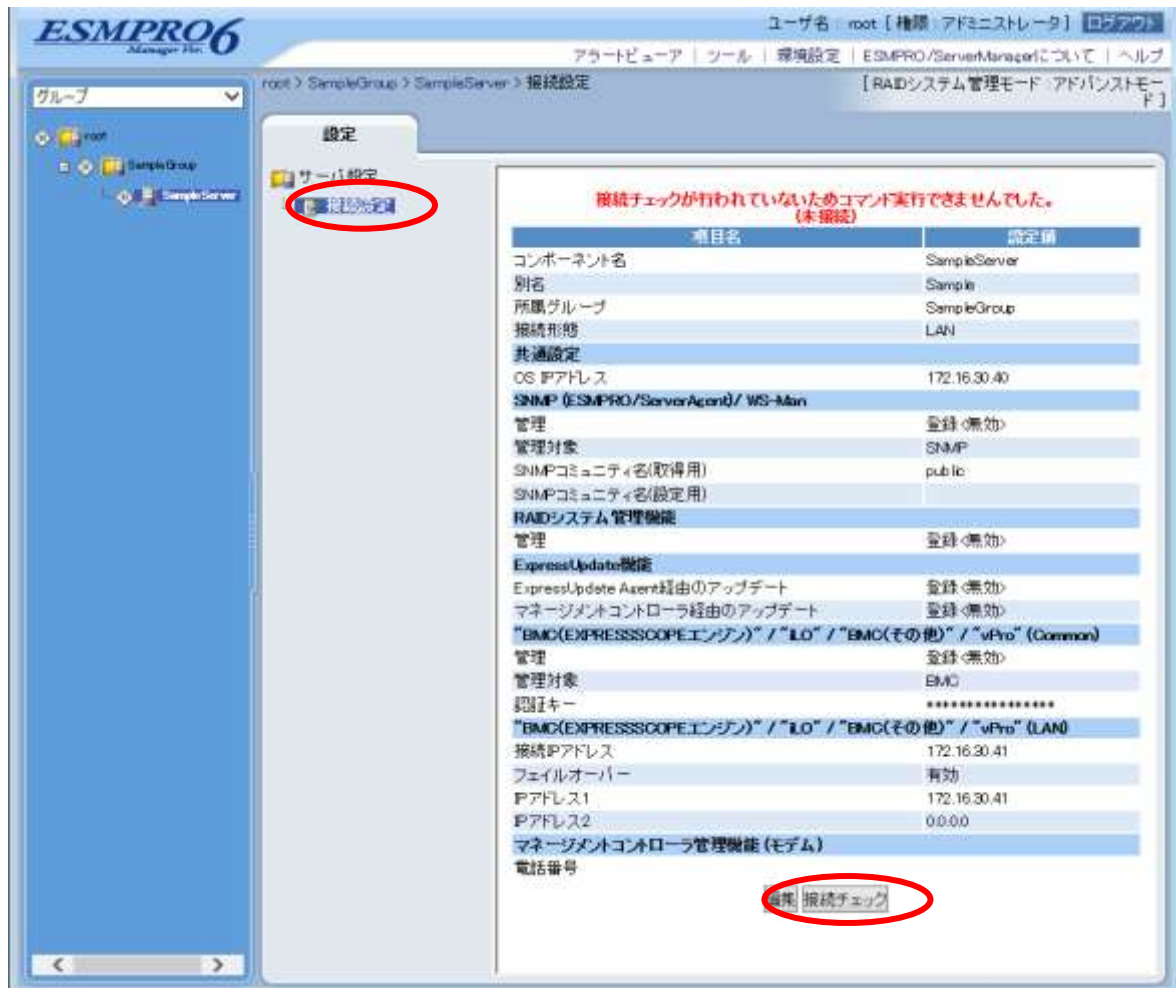 ESMPRO6
Manager Ver.
ユーザ名 root [ 権限 : アドミニストレータ ] ログアウト
アラートビューア | ツール | 環境設定 | ESMPRO/ServerManagerについて | ヘルプ
グループ
root
SampleGroup
SampleServer
root > SampleGroup > SampleServer > 接続設定
[ RAIDシステム管理モード : アドバンストモード ]
設定
サーバ設定
接続設定
接続チェックが行われていないためコマンド実行できませんでした。
(未接続)
項目名 設定値
コンポーネント名 SampleServer
別名 Sample
所属グループ SampleGroup
接続形態 LAN
共通設定
OS IPアドレス 172.16.30.40
SNMP (ESMPRO/ServerAgent)/ WS-Man
管理 登録<無効>
管理対象 SNMP
SNMPコミュニティ名(取得用) public
SNMPコミュニティ名(設定用)
RAIDシステム管理機能
管理 登録<無効>
ExpressUpdate機能
ExpressUpdate Agent経由のアップデート 登録<無効>
マネージメントコントローラ経由のアップデート 登録<無効>
"BMC(EXPRESSSCOPEエンジン)" / "iLO" / "BMC(その他)" / "vPro" (Common)
管理 登録<無効>
管理対象 BMC
認証キー ****************
"BMC(EXPRESSSCOPEエンジン)" / "iLO" / "BMC(その他)" / "vPro" (LAN)
接続IPアドレス 172.16.30.41
フェイルオーバー 有効
IPアドレス1 172.16.30.41
IPアドレス2 0.0.0.0
マネージメントコントローラ管理機能 (モデム)
電話番号
編集 接続チェック